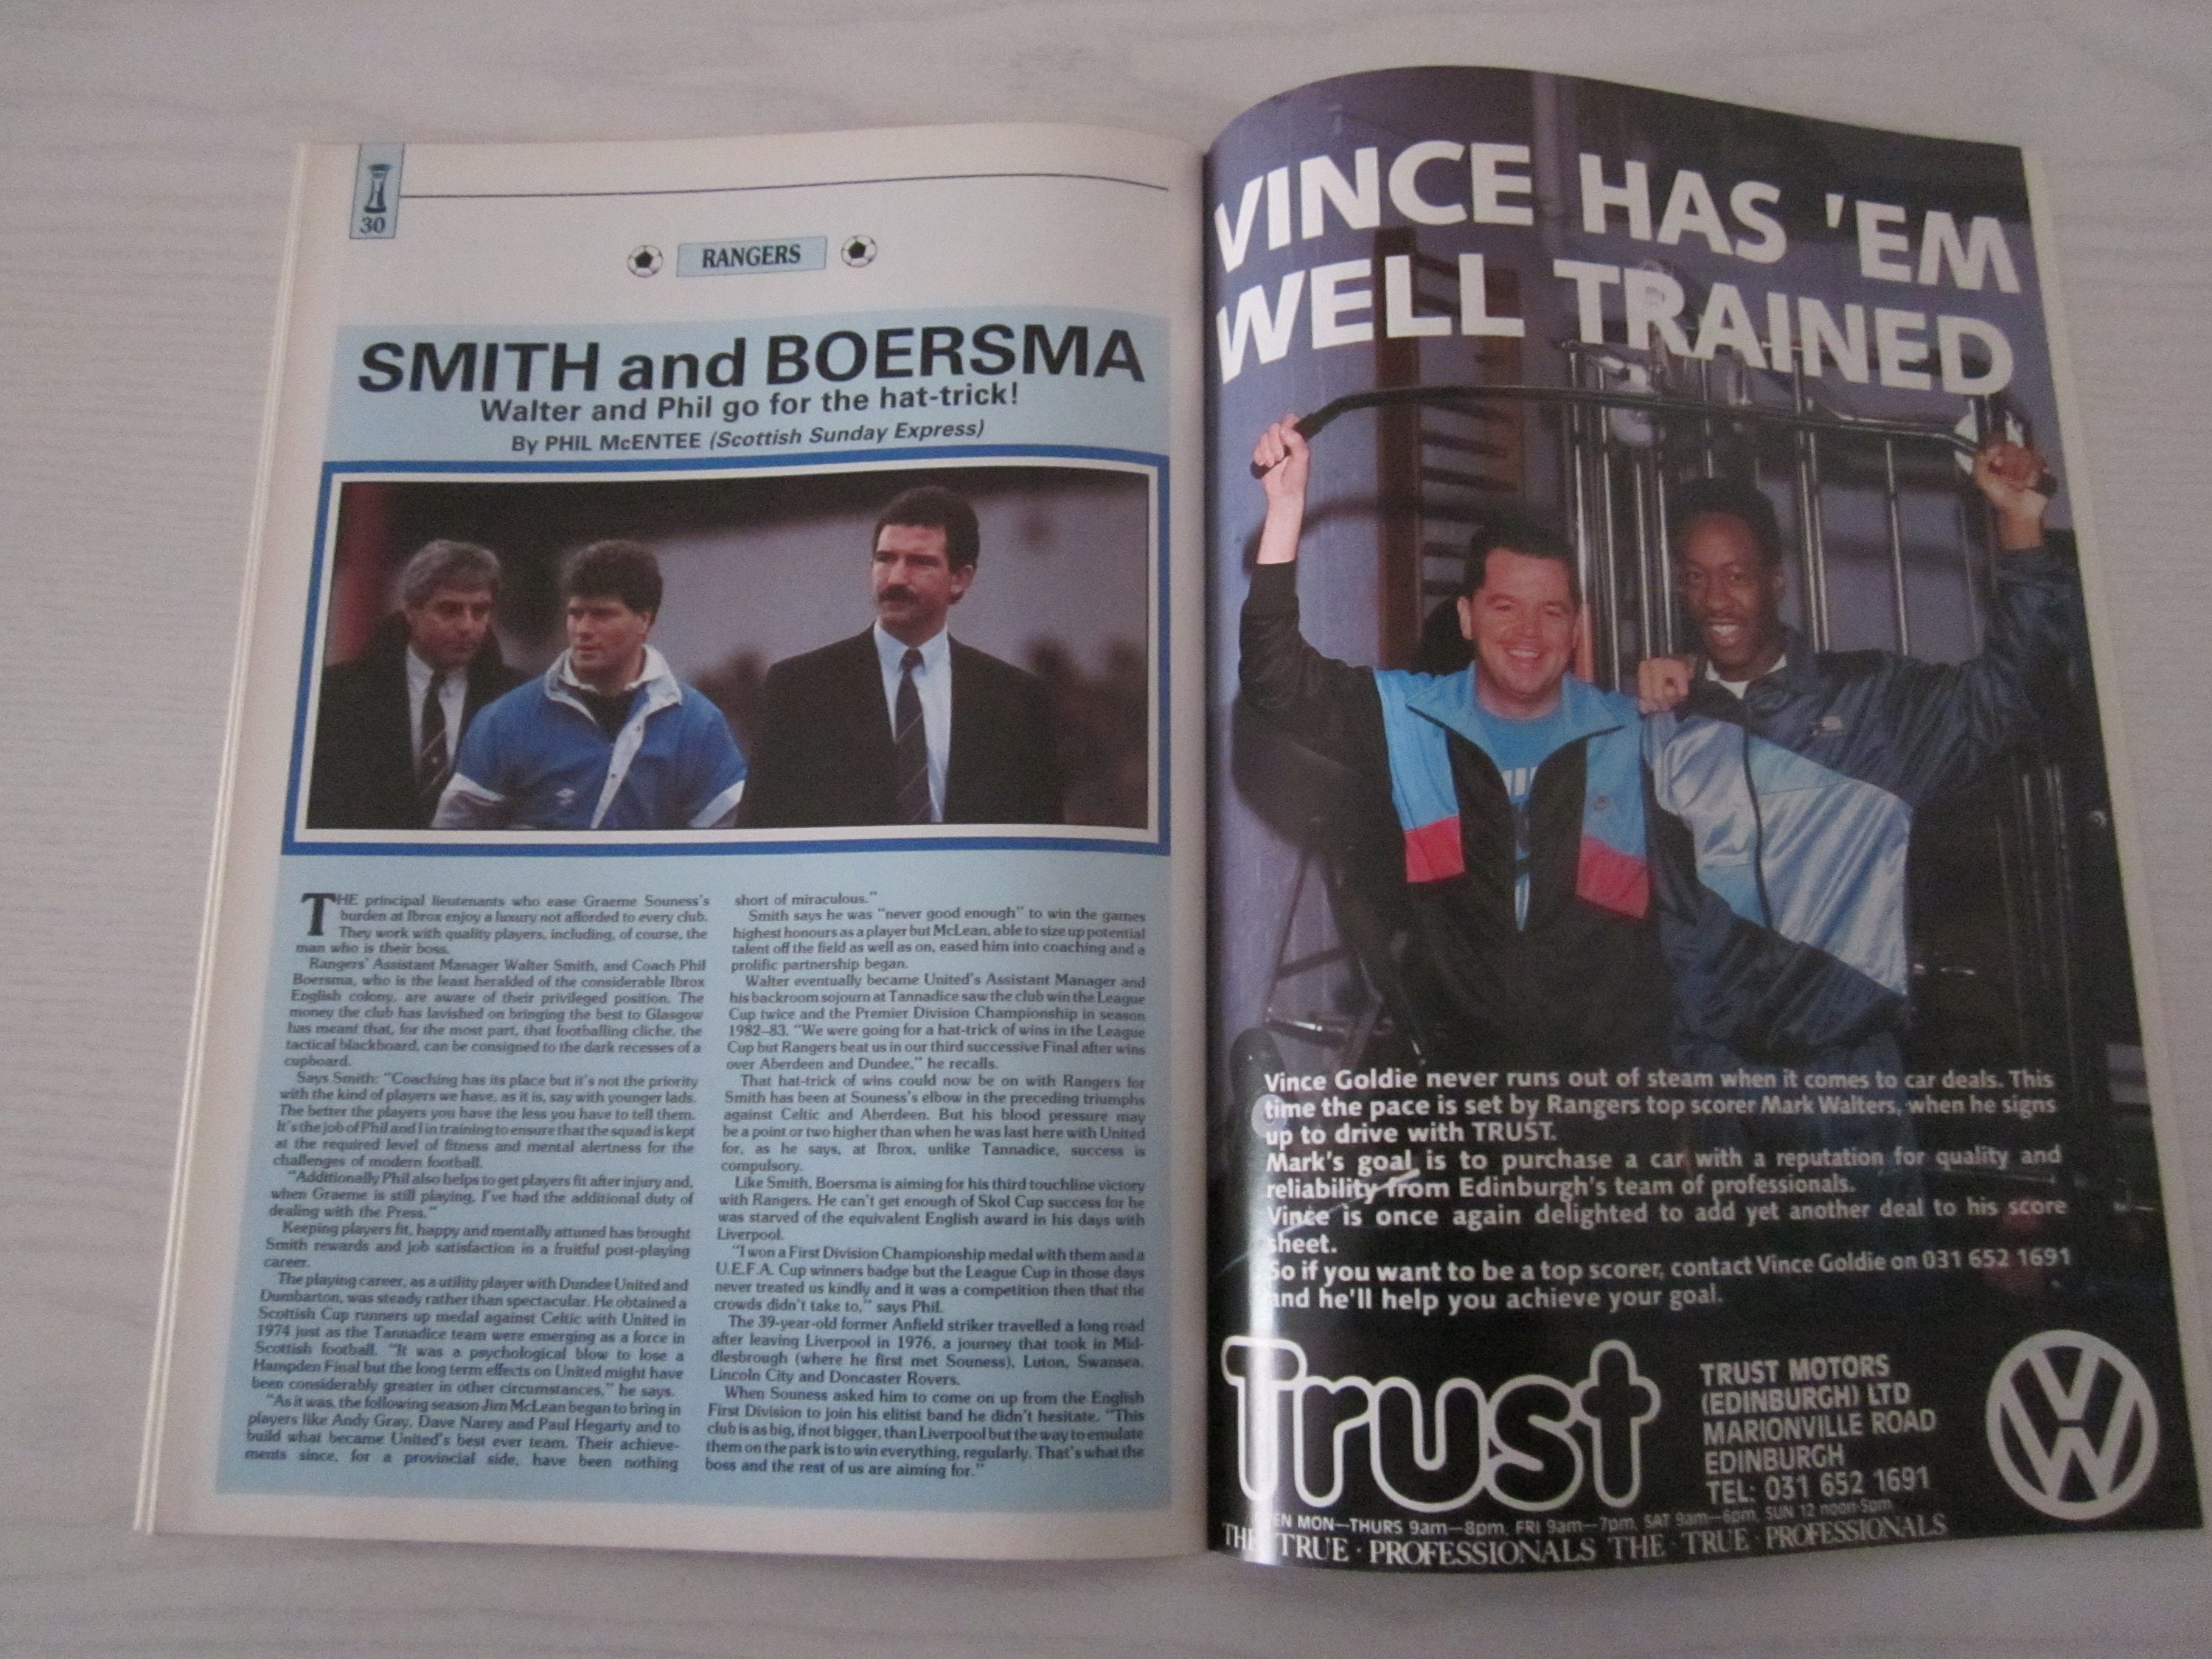 30
RANGERS
SMITH and BOERSMA
Walter and Phil go for the hat-trick!
By PHIL McENTEE (Scottish Sunday Express)
THE principal lieutenants who ease Graeme Souness's
burden at Ibrox enjoy a luxury not afforded to every club.
They work with quality players, including, of course, the
man who is their boss.
Rangers' Assistant Manager Walter Smith, and Coach Phil
Boersma, who is the least heralded of the considerable Ibrox
English colony, are aware of their privileged position. The
money the club has lavished on bringing the best to Glasgow
has meant that, for the most part, that footballing cliche, the
tactical blackboard, can be consigned to the dark recesses of a
cupboard.
Says Smith: "Coaching has its place but it's not the priority
with the kind of players we have, as it is, say with younger lads.
The better the players you have the less you have to tell them.
It's the job of Phil and I in training to ensure that the squad is kept
at the required level of fitness and mental alertness for the
challenges of modern football.
"Additionally Phil also helps to get players fit after injury and,
when Graeme is still playing, I've had the additional duty of
dealing with the Press."
Keeping players fit, happy and mentally attuned has brought
Smith rewards and job satisfaction in a fruitful post-playing
career.
The playing career, as a utility player with Dundee United and
Dumbarton, was steady rather than spectacular. He obtained a
Scottish Cup runners up medal against Celtic with United in
1974 just as the Tannadice team were emerging as a force in
Scottish football. "It was a psychological blow to lose a
Hampden Final but the long term effects on United might have
been considerably greater in other circumstances," he says.
"As it was, the following season Jim McLean began to bring in
players like Andy Gray, Dave Narey and Paul Hegarty and to
build what became United's best ever team. Their achieve-
ments since, for a provincial side, have been nothing
short of miraculous."
Smith says he was "never good enough" to win the games
highest honours as a player but McLean, able to size up potential
talent off the field as well as on, eased him into coaching and a
prolific partnership began.
Walter eventually became United's Assistant Manager and
his backroom sojourn at Tannadice saw the club win the League
Cup twice and the Premier Division Championship in season
1982–83. "We were going for a hat-trick of wins in the League
Cup but Rangers beat us in our third successive Final after wins
over Aberdeen and Dundee," he recalls.
That hat-trick of wins could now be on with Rangers for
Smith has been at Souness's elbow in the preceding triumphs
against Celtic and Aberdeen. But his blood pressure may
be a point or two higher than when he was last here with United
for, as he says, at Ibrox, unlike Tannadice, success is
compulsory.
Like Smith, Boersma is aiming for his third touchline victory
with Rangers. He can't get enough of Skol Cup success for he
was starved of the equivalent English award in his days with
Liverpool.
"I won a First Division Championship medal with them and a
U.E.F.A. Cup winners badge but the League Cup in those days
never treated us kindly and it was a competition then that the
crowds didn't take to," says Phil.
The 39-year-old former Anfield striker travelled a long road
after leaving Liverpool in 1976, a journey that took in Mid-
dlesbrough (where he first met Souness), Luton, Swansea,
Lincoln City and Doncaster Rovers.
When Souness asked him to come on up from the English
First Division to join his elitist band he didn't hesitate. "This
club is as big, if not bigger, than Liverpool but the way to emulate
them on the park is to win everything, regularly. That's what the
boss and the rest of us are aiming for."
VINCE HAS 'EM
WELL TRAINED
Vince Goldie never runs out of steam when it comes to car deals. This
time the pace is set by Rangers top scorer Mark Walters, when he signs
up to drive with TRUST.
Mark's goal is to purchase a car with a reputation for quality and
reliability from Edinburgh's team of professionals.
Vince is once again delighted to add yet another deal to his score
sheet.
So if you want to be a top scorer, contact Vince Goldie on 031 652 1691
and he'll help you achieve your goal.
Trust
TRUST MOTORS
(EDINBURGH) LTD
MARIONVILLE ROAD
EDINBURGH
TEL: 031 652 1691
EN MON—THURS 9am—8pm, FRI 9am—7pm, SAT 9am—6pm, SUN 12 noon-5pm
THE TRUE · PROFESSIONALS THE · TRUE · PROFESSIONALS